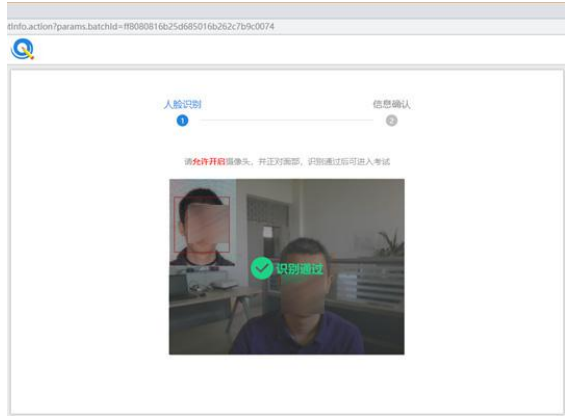 otInfo.action?params.batchId=ff8080816b25d685016b262c7b9c0074
人脸识别
信息确认
1
2
请允许开启摄像头，并正对面部，识别通过后可进入考试
识别通过